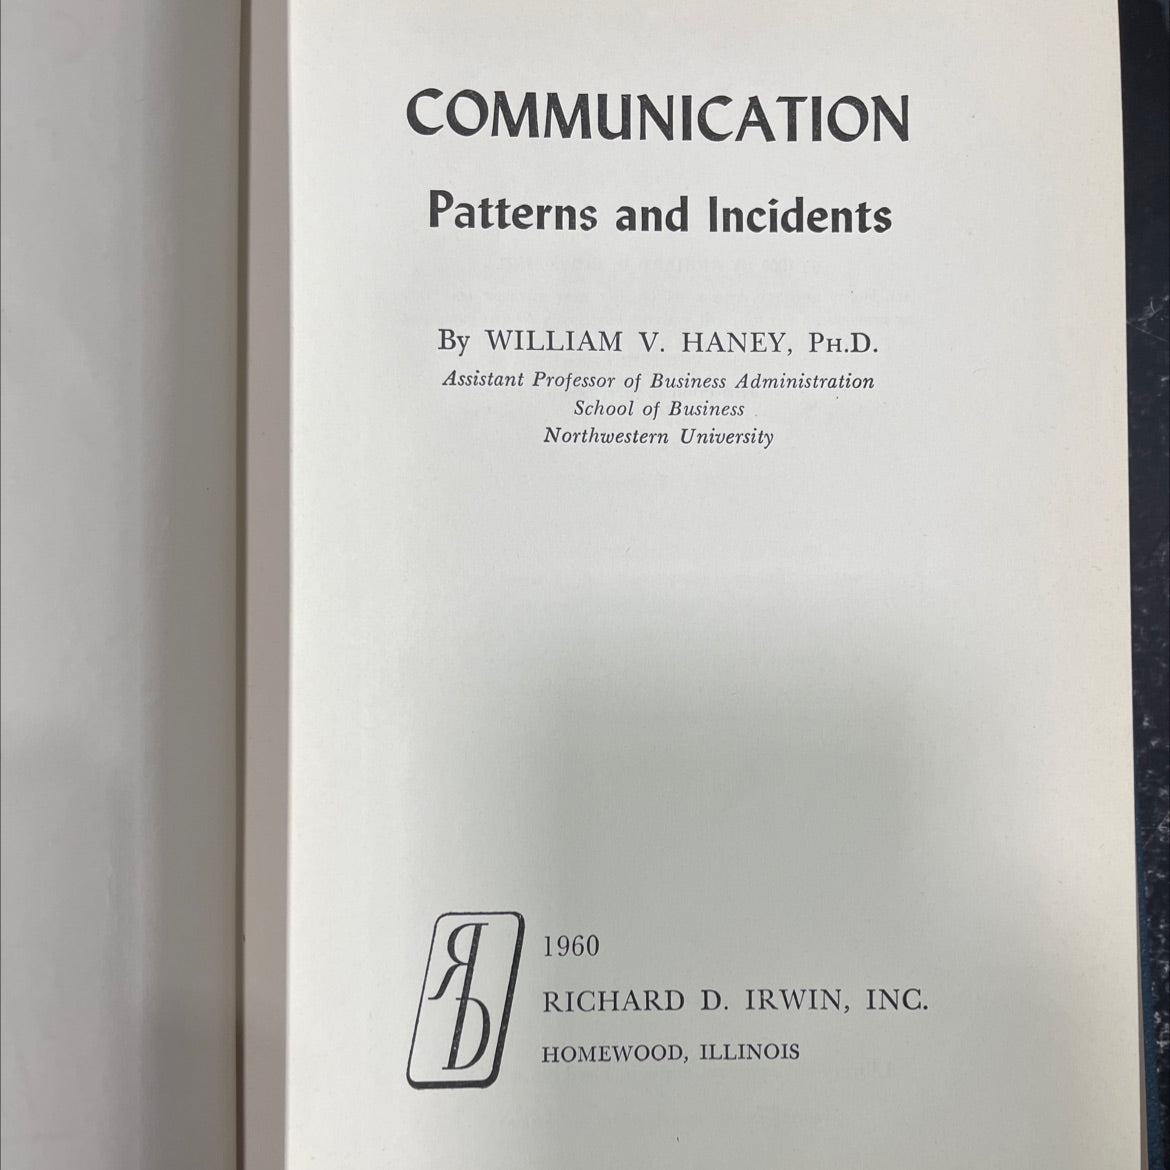 COMMUNICATION
Patterns and Incidents
By WILLIAM V. HANEY, PH.D.
Assistant Professor of Business Administration
School of Business
Northwestern University
1960
RICHARD D. IRWIN, INC.
HOMEWOOD, ILLINOIS